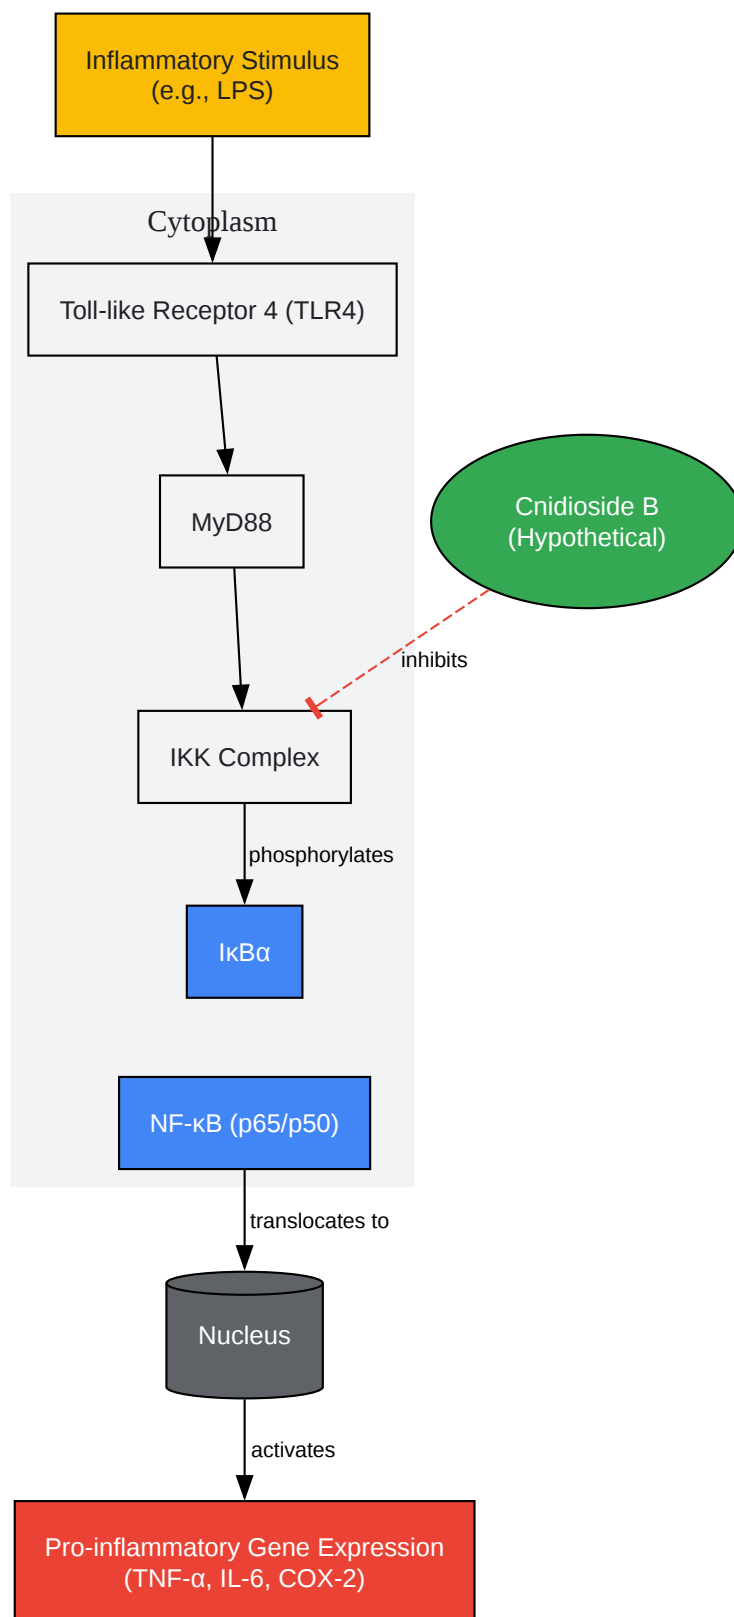 Inflammatory Stimulus
(e.g., LPS)
Cytoplasm
Toll-like Receptor 4 (TLR4)
MyD88
Cnidioside B
(Hypothetical)
inhibits
IKK Complex
phosphorylates
IκBα
NF-κB (p65/p50)
translocates to
Nucleus
activates
Pro-inflammatory Gene Expression
(TNF-α, IL-6, COX-2)